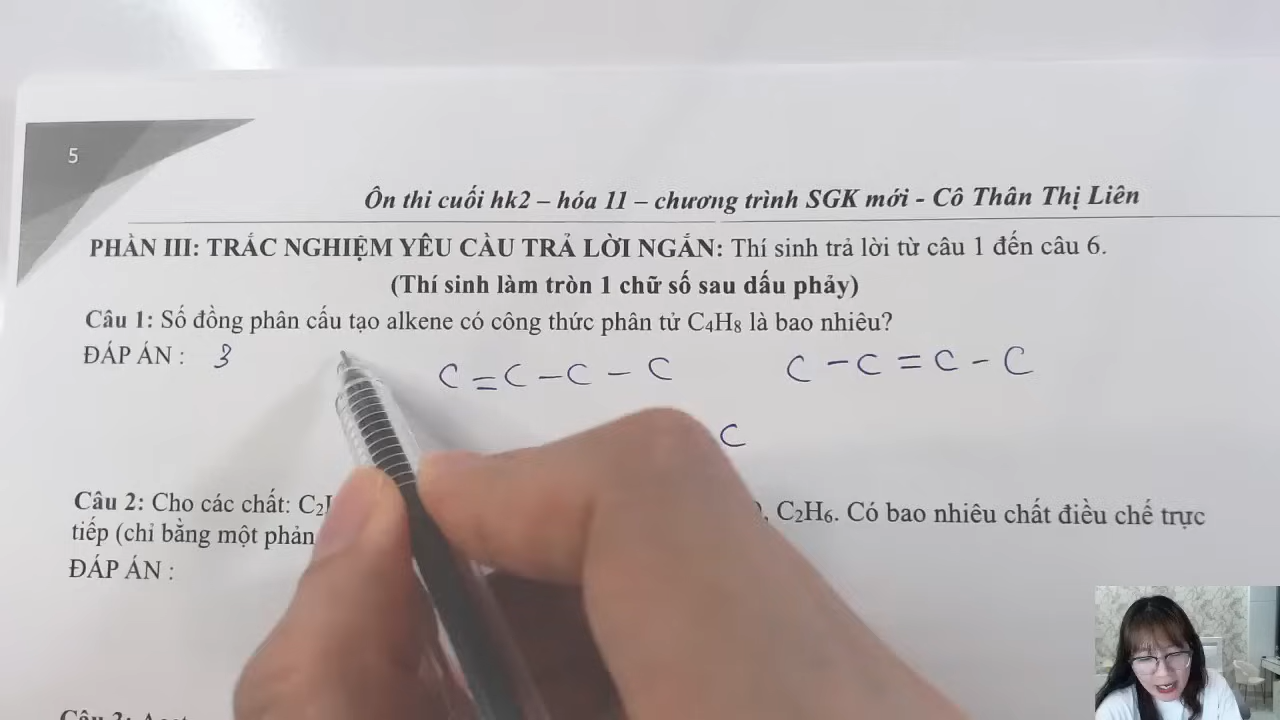 5
Ôn thi cuối hk2 – hóa 11 – chương trình SGK mới - Cô Thân Thị Liên
PHẦN III: TRẮC NGHIỆM YÊU CẦU TRẢ LỜI NGẮN: Thí sinh trả lời từ câu 1 đến câu 6.
(Thí sinh làm tròn 1 chữ số sau dấu phảy)
Câu 1: Số đồng phân cấu tạo alkene có công thức phân tử C₄H₈ là bao nhiêu?
ĐÁP ÁN : 3 C=C-C-C C-C=C-C
C
Câu 2: Cho các chất: , C₂H₆. Có bao nhiêu chất điều chế trực
tiếp (chỉ bằng một phản
ĐÁP ÁN :